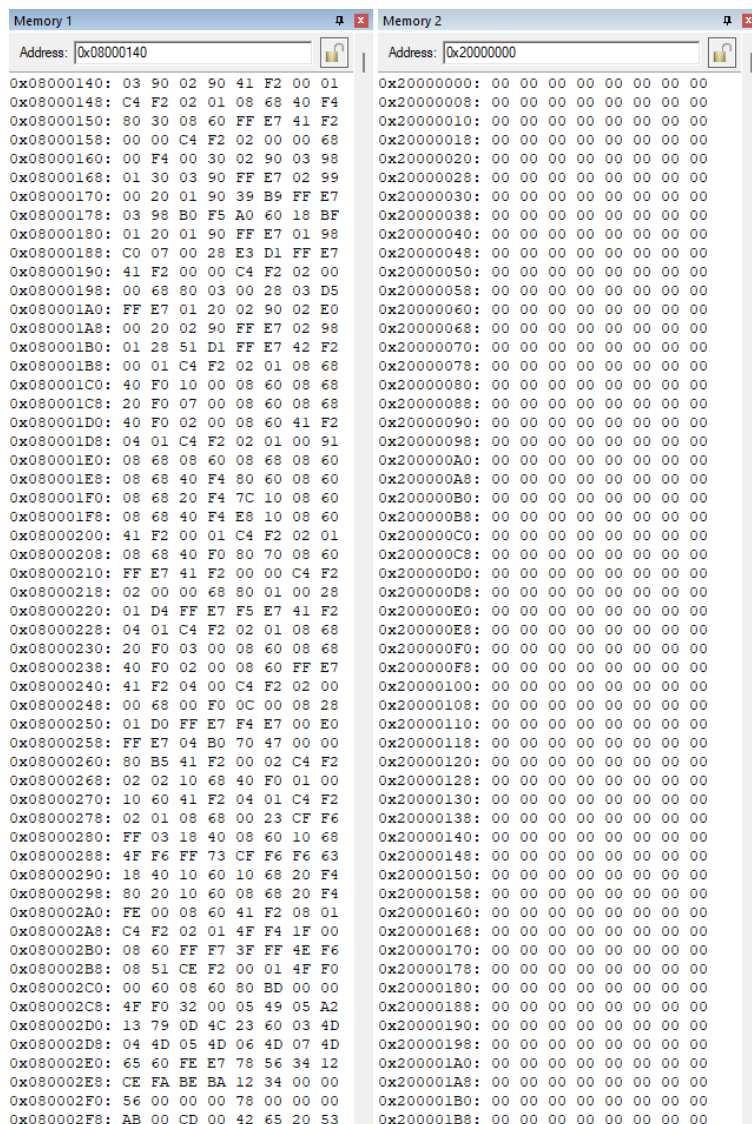 Memory 1
Address: 0x08000140
0x08000140: 03 90 02 90 41 F2 00 01
0x08000148: C4 F2 02 01 08 68 40 F4
0x08000150: 80 30 08 60 FF E7 41 F2
0x08000158: 00 00 C4 F2 02 00 00 68
0x08000160: 00 F4 00 30 02 90 03 98
0x08000168: 01 30 03 90 FF E7 02 99
0x08000170: 00 20 01 90 39 B9 FF E7
0x08000178: 03 98 B0 F5 A0 60 18 BF
0x08000180: 01 20 01 90 FF E7 01 98
0x08000188: C0 07 00 28 E3 D1 FF E7
0x08000190: 41 F2 00 00 C4 F2 02 00
0x08000198: 00 68 80 03 00 28 03 D5
0x080001A0: FF E7 01 20 02 90 02 E0
0x080001A8: 00 20 02 90 FF E7 02 98
0x080001B0: 01 28 51 D1 FF E7 42 F2
0x080001B8: 00 01 C4 F2 02 01 08 68
0x080001C0: 40 F0 10 00 08 60 08 68
0x080001C8: 20 F0 07 00 08 60 08 68
0x080001D0: 40 F0 02 00 08 60 41 F2
0x080001D8: 04 01 C4 F2 02 01 00 91
0x080001E0: 08 68 08 60 08 68 08 60
0x080001E8: 08 68 40 F4 80 60 08 60
0x080001F0: 08 68 20 F4 7C 10 08 60
0x080001F8: 08 68 40 F4 E8 10 08 60
0x08000200: 41 F2 00 01 C4 F2 02 01
0x08000208: 08 68 40 F0 80 70 08 60
0x08000210: FF E7 41 F2 00 00 C4 F2
0x08000218: 02 00 00 68 80 01 00 28
0x08000220: 01 D4 FF E7 F5 E7 41 F2
0x08000228: 04 01 C4 F2 02 01 08 68
0x08000230: 20 F0 03 00 08 60 08 68
0x08000238: 40 F0 02 00 08 60 FF E7
0x08000240: 41 F2 04 00 C4 F2 02 00
0x08000248: 00 68 00 F0 0C 00 08 28
0x08000250: 01 D0 FF E7 F4 E7 00 E0
0x08000258: FF E7 04 B0 70 47 00 00
0x08000260: 80 B5 41 F2 00 02 C4 F2
0x08000268: 02 02 10 68 40 F0 01 00
0x08000270: 10 60 41 F2 04 01 C4 F2
0x08000278: 02 01 08 68 00 23 CF F6
0x08000280: FF 03 18 40 08 60 10 68
0x08000288: 4F F6 FF 73 CF F6 F6 63
0x08000290: 18 40 10 60 10 68 20 F4
0x08000298: 80 20 10 60 08 68 20 F4
0x080002A0: FE 00 08 60 41 F2 08 01
0x080002A8: C4 F2 02 01 4F F4 1F 00
0x080002B0: 08 60 FF F7 3F FF 4E F6
0x080002B8: 08 51 CE F2 00 01 4F F0
0x080002C0: 00 60 08 60 80 BD 00 00
0x080002C8: 4F F0 32 00 05 49 05 A2
0x080002D0: 13 79 0D 4C 23 60 03 4D
0x080002D8: 04 4D 05 4D 06 4D 07 4D
0x080002E0: 65 60 FE E7 78 56 34 12
0x080002E8: CE FA BE BA 12 34 00 00
0x080002F0: 56 00 00 00 78 00 00 00
0x080002F8: AB 00 CD 00 42 65 20 53
Memory 2
Address: 0x20000000
0x20000000: 00 00 00 00 00 00 00 00
0x20000008: 00 00 00 00 00 00 00 00
0x20000010: 00 00 00 00 00 00 00 00
0x20000018: 00 00 00 00 00 00 00 00
0x20000020: 00 00 00 00 00 00 00 00
0x20000028: 00 00 00 00 00 00 00 00
0x20000030: 00 00 00 00 00 00 00 00
0x20000038: 00 00 00 00 00 00 00 00
0x20000040: 00 00 00 00 00 00 00 00
0x20000048: 00 00 00 00 00 00 00 00
0x20000050: 00 00 00 00 00 00 00 00
0x20000058: 00 00 00 00 00 00 00 00
0x20000060: 00 00 00 00 00 00 00 00
0x20000068: 00 00 00 00 00 00 00 00
0x20000070: 00 00 00 00 00 00 00 00
0x20000078: 00 00 00 00 00 00 00 00
0x20000080: 00 00 00 00 00 00 00 00
0x20000088: 00 00 00 00 00 00 00 00
0x20000090: 00 00 00 00 00 00 00 00
0x20000098: 00 00 00 00 00 00 00 00
0x200000A0: 00 00 00 00 00 00 00 00
0x200000A8: 00 00 00 00 00 00 00 00
0x200000B0: 00 00 00 00 00 00 00 00
0x200000B8: 00 00 00 00 00 00 00 00
0x200000C0: 00 00 00 00 00 00 00 00
0x200000C8: 00 00 00 00 00 00 00 00
0x200000D0: 00 00 00 00 00 00 00 00
0x200000D8: 00 00 00 00 00 00 00 00
0x200000E0: 00 00 00 00 00 00 00 00
0x200000E8: 00 00 00 00 00 00 00 00
0x200000F0: 00 00 00 00 00 00 00 00
0x200000F8: 00 00 00 00 00 00 00 00
0x20000100: 00 00 00 00 00 00 00 00
0x20000108: 00 00 00 00 00 00 00 00
0x20000110: 00 00 00 00 00 00 00 00
0x20000118: 00 00 00 00 00 00 00 00
0x20000120: 00 00 00 00 00 00 00 00
0x20000128: 00 00 00 00 00 00 00 00
0x20000130: 00 00 00 00 00 00 00 00
0x20000138: 00 00 00 00 00 00 00 00
0x20000140: 00 00 00 00 00 00 00 00
0x20000148: 00 00 00 00 00 00 00 00
0x20000150: 00 00 00 00 00 00 00 00
0x20000158: 00 00 00 00 00 00 00 00
0x20000160: 00 00 00 00 00 00 00 00
0x20000168: 00 00 00 00 00 00 00 00
0x20000170: 00 00 00 00 00 00 00 00
0x20000178: 00 00 00 00 00 00 00 00
0x20000180: 00 00 00 00 00 00 00 00
0x20000188: 00 00 00 00 00 00 00 00
0x20000190: 00 00 00 00 00 00 00 00
0x20000198: 00 00 00 00 00 00 00 00
0x200001A0: 00 00 00 00 00 00 00 00
0x200001A8: 00 00 00 00 00 00 00 00
0x200001B0: 00 00 00 00 00 00 00 00
0x200001B8: 00 00 00 00 00 00 00 00